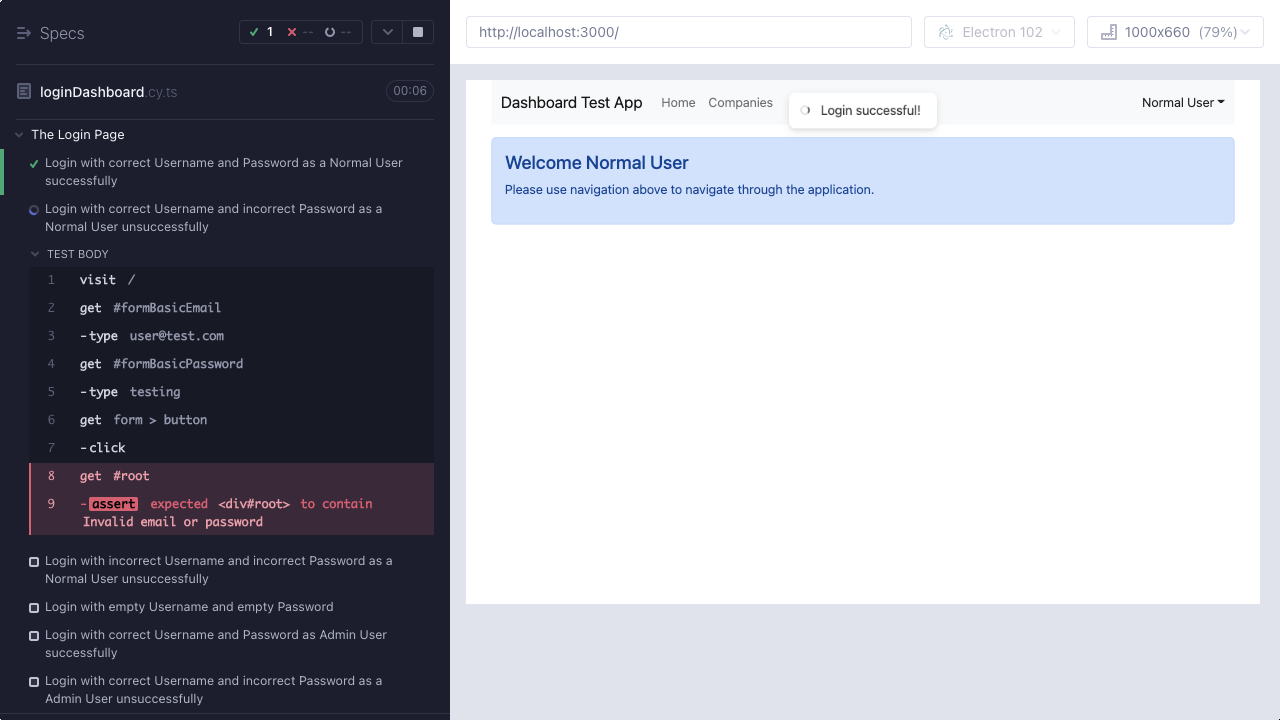 Specs
1
--
--
loginDashboard.cy.ts
00:06
The Login Page
Login with correct Username and Password as a Normal User
successfully
Login with correct Username and incorrect Password as a
Normal User unsuccessfully
TEST BODY
1 visit /
2 get #formBasicEmail
3 -type user@test.com
4 get #formBasicPassword
5 -type testing
6 get form > button
7 -click
8 get #root
9 -assert expected <div#root> to contain
Invalid email or password
Login with incorrect Username and incorrect Password as a
Normal User unsuccessfully
Login with empty Username and empty Password
Login with correct Username and Password as Admin User
successfully
Login with correct Username and incorrect Password as a
Admin User unsuccessfully
http://localhost:3000/
Electron 102
1000x660 (79%)
Dashboard Test App Home Companies
Login successful!
Normal User
Welcome Normal User
Please use navigation above to navigate through the application.